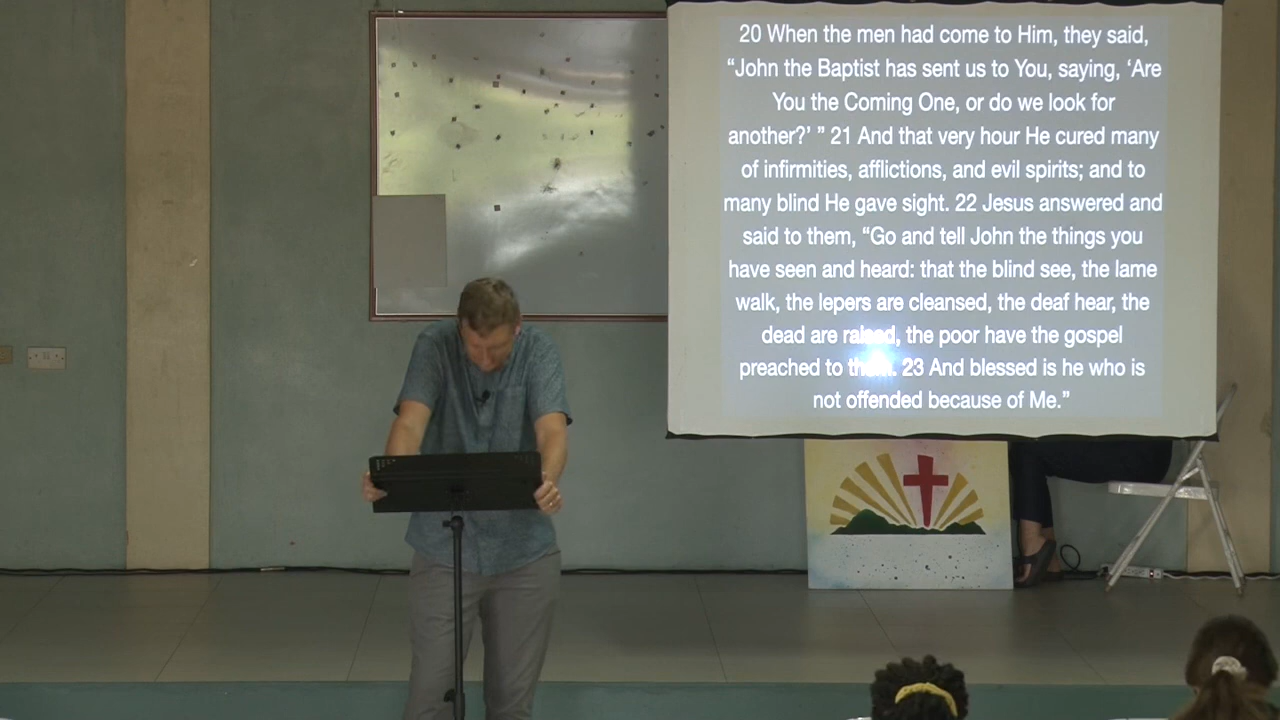 20 When the men had come to Him, they said,
“John the Baptist has sent us to You, saying, ‘Are
You the Coming One, or do we look for
another?’ ” 21 And that very hour He cured many
of infirmities, afflictions, and evil spirits; and to
many blind He gave sight. 22 Jesus answered and
said to them, “Go and tell John the things you
have seen and heard: that the blind see, the lame
walk, the lepers are cleansed, the deaf hear, the
dead are raised, the poor have the gospel
preached to them. 23 And blessed is he who is
not offended because of Me.”